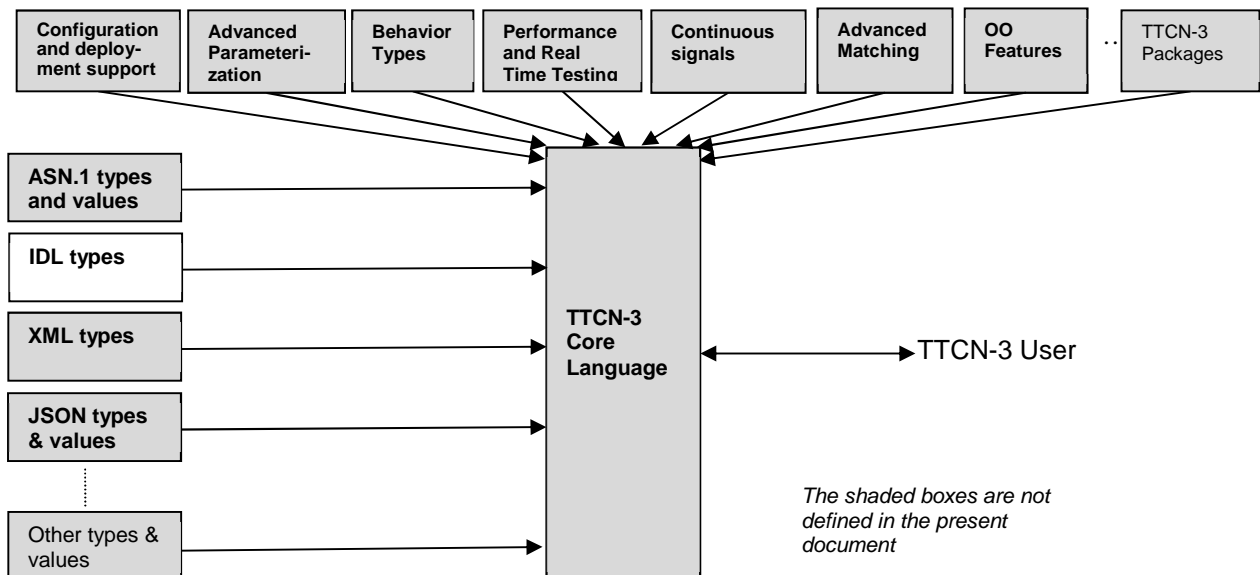 Configuration
and deploy-
ment support
Advanced
Parameteri-
zation
Behavior
Types
Performance
and Real
Time Testing
Continuous
signals
Advanced
Matching
OO
Features
..
TTCN-3
Packages
ASN.1 types
and values
IDL types
XML types
JSON types
& values
Other types &
values
TTCN-3
Core
Language
TTCN-3 User
The shaded boxes are not
defined in the present
document